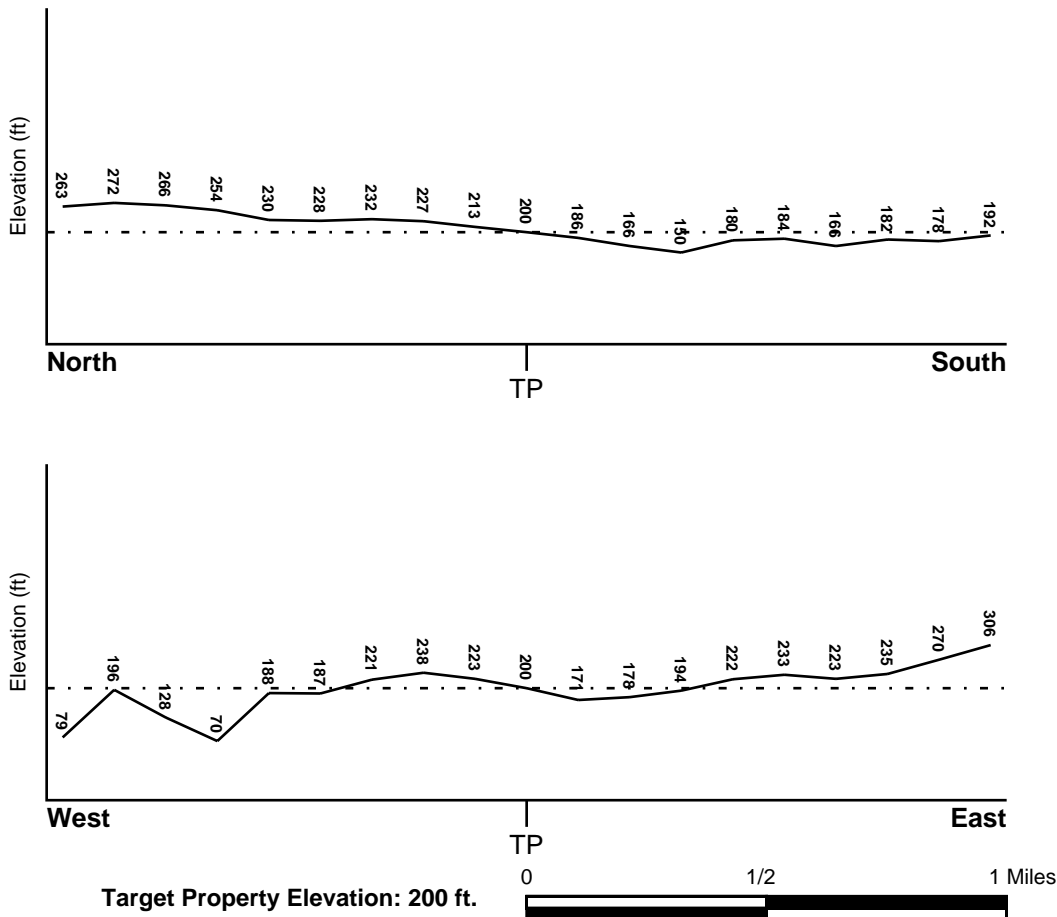 Elevation (ft)
263 272 266 254 230 228 232 227 213 200 186 166 150 180 184 166 182 178 192
North South
TP
Elevation (ft)
79 196 128 70 188 187 221 238 223 200 171 178 194 222 233 223 235 270 306
West East
TP
Target Property Elevation: 200 ft.
0 1/2 1 Miles